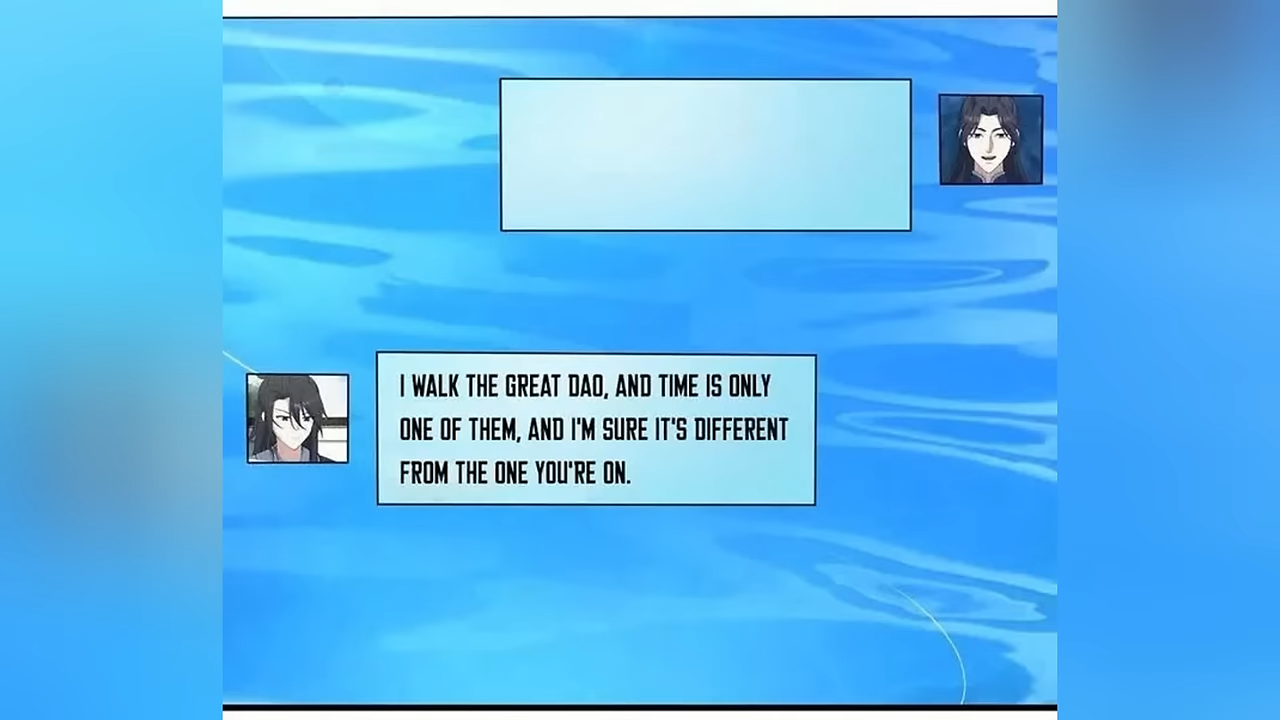 I WALK THE GREAT DAO, AND TIME IS ONLY
ONE OF THEM, AND I'M SURE IT'S DIFFERENT
FROM THE ONE YOU'RE ON.